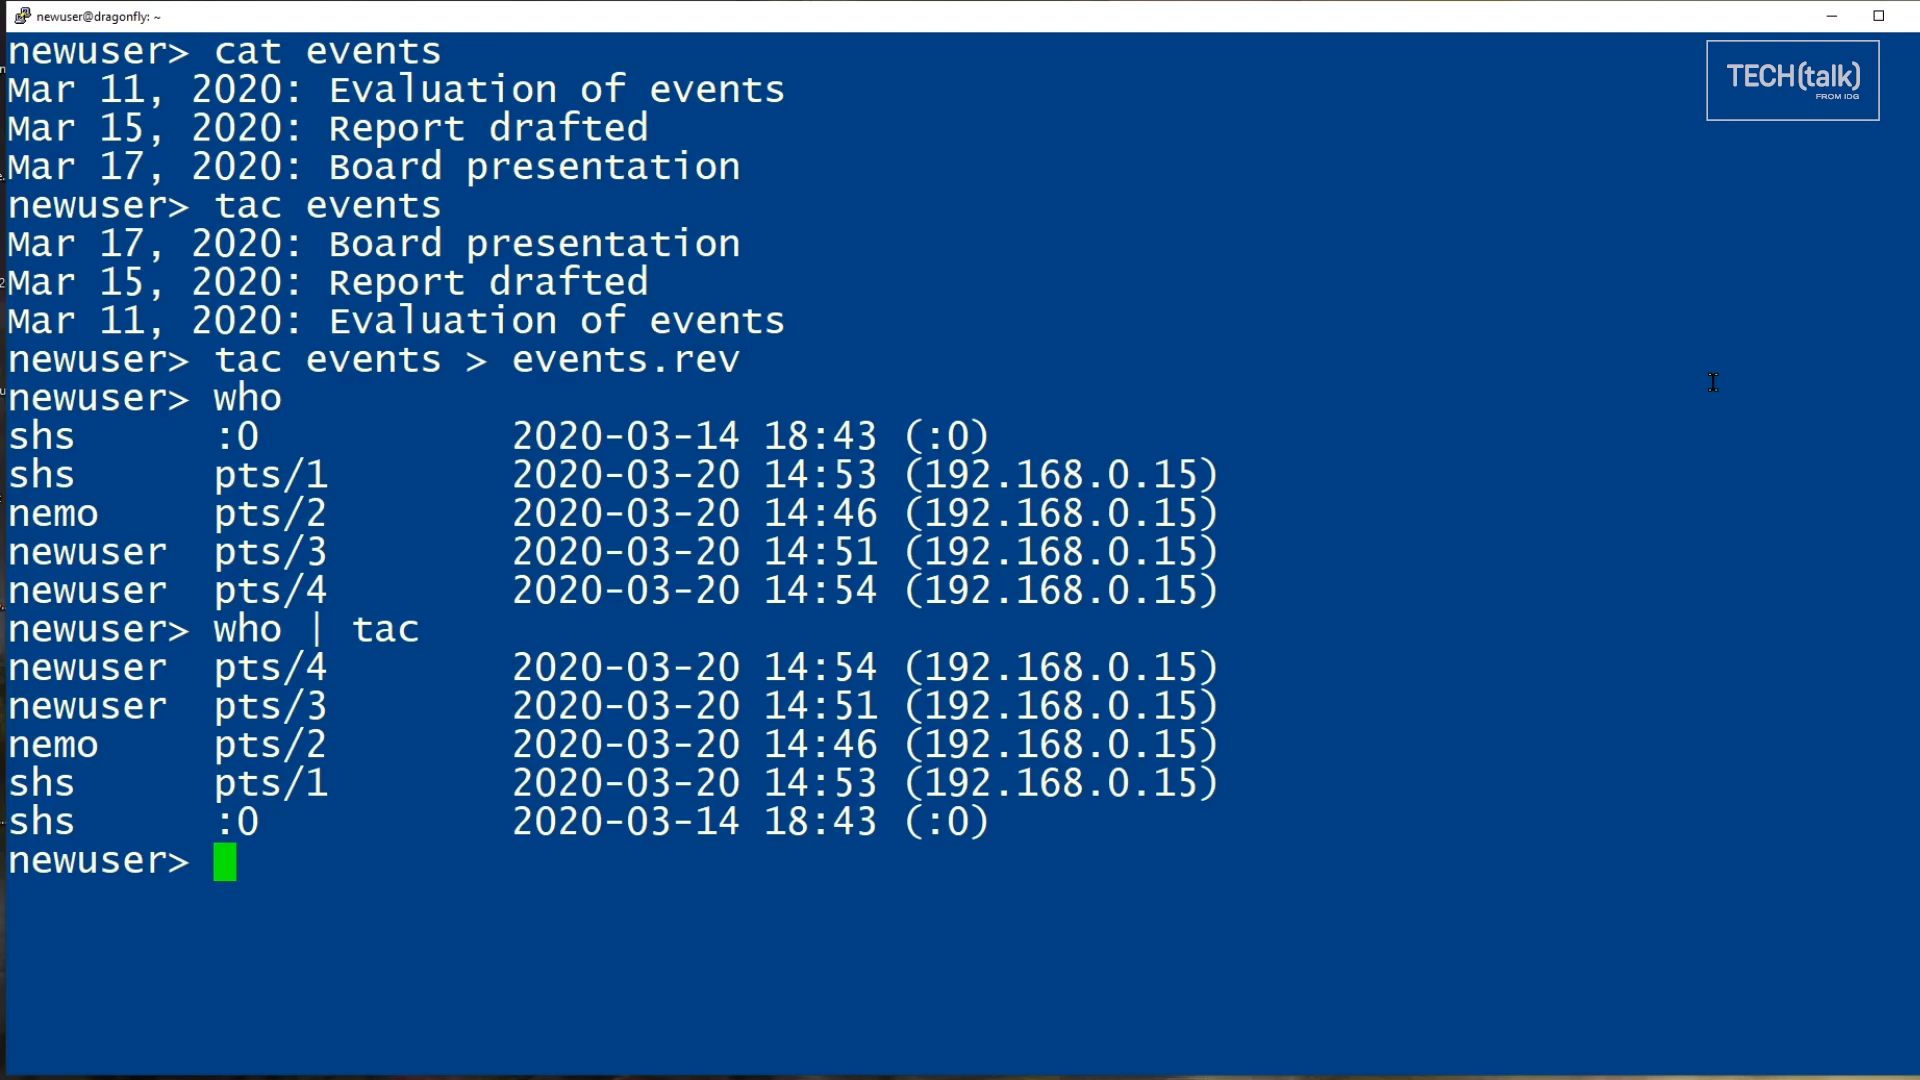 newuser@dragonfly: ~
TECH(talk)
FROM IDG
newuser> cat events
Mar 11, 2020: Evaluation of events
Mar 15, 2020: Report drafted
Mar 17, 2020: Board presentation
newuser> tac events
Mar 17, 2020: Board presentation
Mar 15, 2020: Report drafted
Mar 11, 2020: Evaluation of events
newuser> tac events > events.rev
newuser> who
shs      :0           2020-03-14 18:43 (:0)
shs      pts/1        2020-03-20 14:53 (192.168.0.15)
nemo     pts/2        2020-03-20 14:46 (192.168.0.15)
newuser  pts/3        2020-03-20 14:51 (192.168.0.15)
newuser  pts/4        2020-03-20 14:54 (192.168.0.15)
newuser> who | tac
newuser  pts/4        2020-03-20 14:54 (192.168.0.15)
newuser  pts/3        2020-03-20 14:51 (192.168.0.15)
nemo     pts/2        2020-03-20 14:46 (192.168.0.15)
shs      pts/1        2020-03-20 14:53 (192.168.0.15)
shs      :0           2020-03-14 18:43 (:0)
newuser>